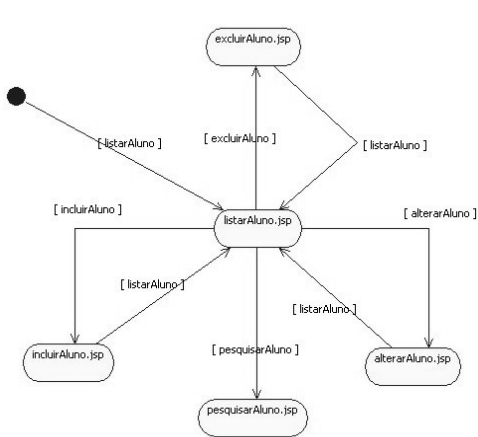 excluirAluno.jsp
[ listarAluno ]
[ excluirAluno ]
[ listarAluno ]
[ incluirAluno ]
[ alterarAluno ]
listarAluno.jsp
[ listarAluno ]
[ listarAluno ]
[ pesquisarAluno ]
incluirAluno.jsp
alterarAluno.jsp
pesquisarAluno.jsp